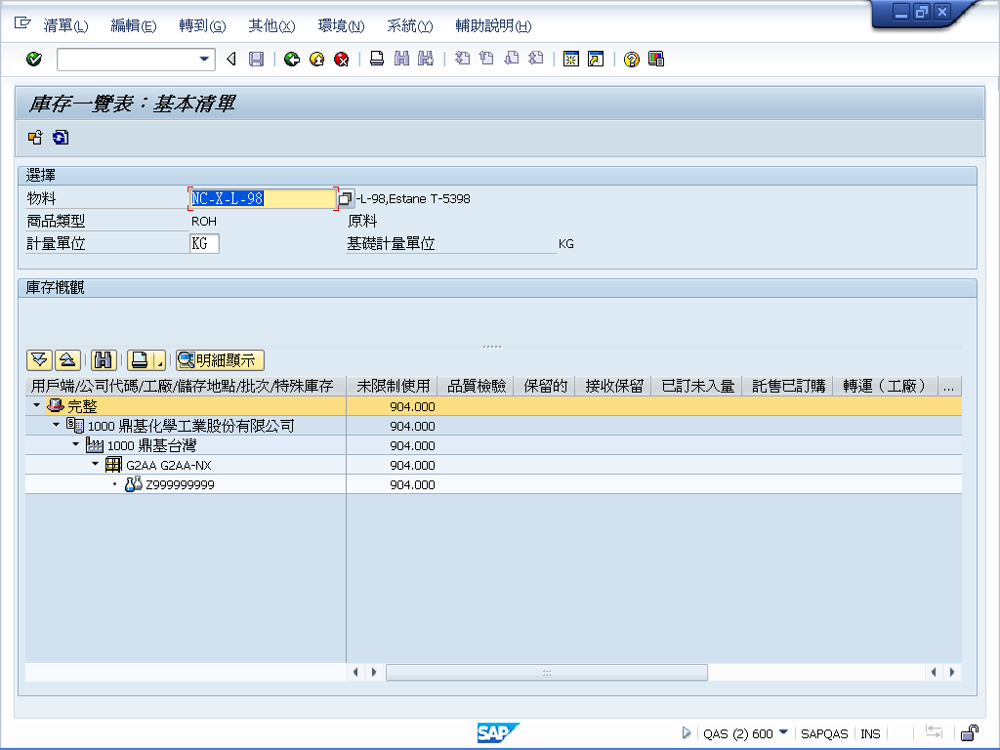 清單(L) 編輯(E) 轉到(G) 其他(X) 環境(N) 系統(Y) 輔助說明(H)
庫存一覽表：基本清單
選擇
物料 NC-X-L-98 -L-98,Estane T-5398
商品類型 ROH 原料
計量單位 KG 基礎計量單位 KG
庫存概觀
明細顯示
用戶端/公司代碼/工廠/儲存地點/批次/特殊庫存 未限制使用 品質檢驗 保留的 接收保留 已訂未入量 託售已訂購 轉運（工廠） ...
完整 904.000
1000 鼎基化學工業股份有限公司 904.000
1000 鼎基台灣 904.000
G2AA G2AA-NX 904.000
Z999999999 904.000
SAP QAS (2) 600 SAPQAS INS